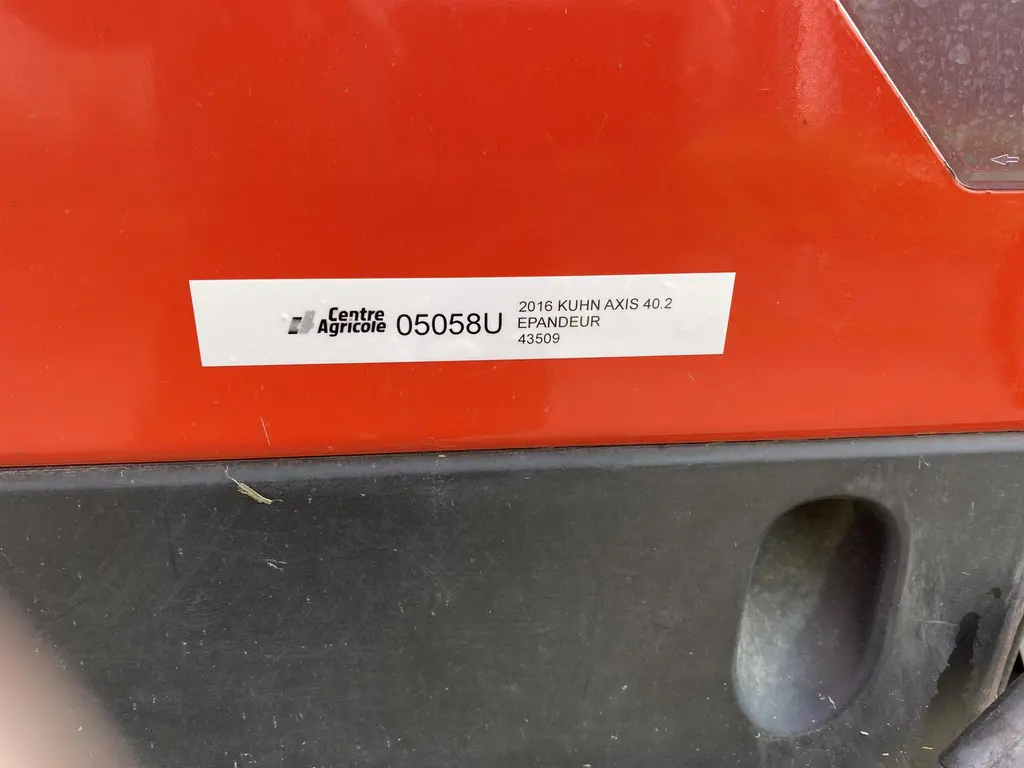 Centre
Agricole
05058U
2016 KUHN AXIS 40.2
EPANDEUR
43509